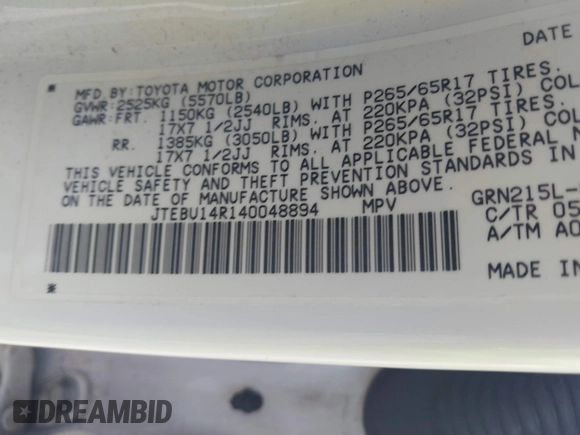 DATE
MFD.BY:TOYOTA MOTOR CORPORATION
GVWR:2525KG (5570LB)
GAWR:FRT. 1150KG (2540LB) WITH P265/65R17 TIRES.
17X7 1/2JJ RIMS. AT 220KPA (32PSI) COL
RR. 1385KG (3050LB) WITH P265/65R17 TIRES.
17X7 1/2JJ RIMS. AT 220KPA (32PSI) COL
THIS VEHICLE CONFORMS TO ALL APPLICABLE FEDERAL M
VEHICLE SAFETY AND THEFT PREVENTION STANDARDS IN
ON THE DATE OF MANUFACTURE SHOWN ABOVE.
JTEBU14R140048894 MPV
GRN215L-
C/TR 05
A/TM A0
MADE IN
DREAMBID